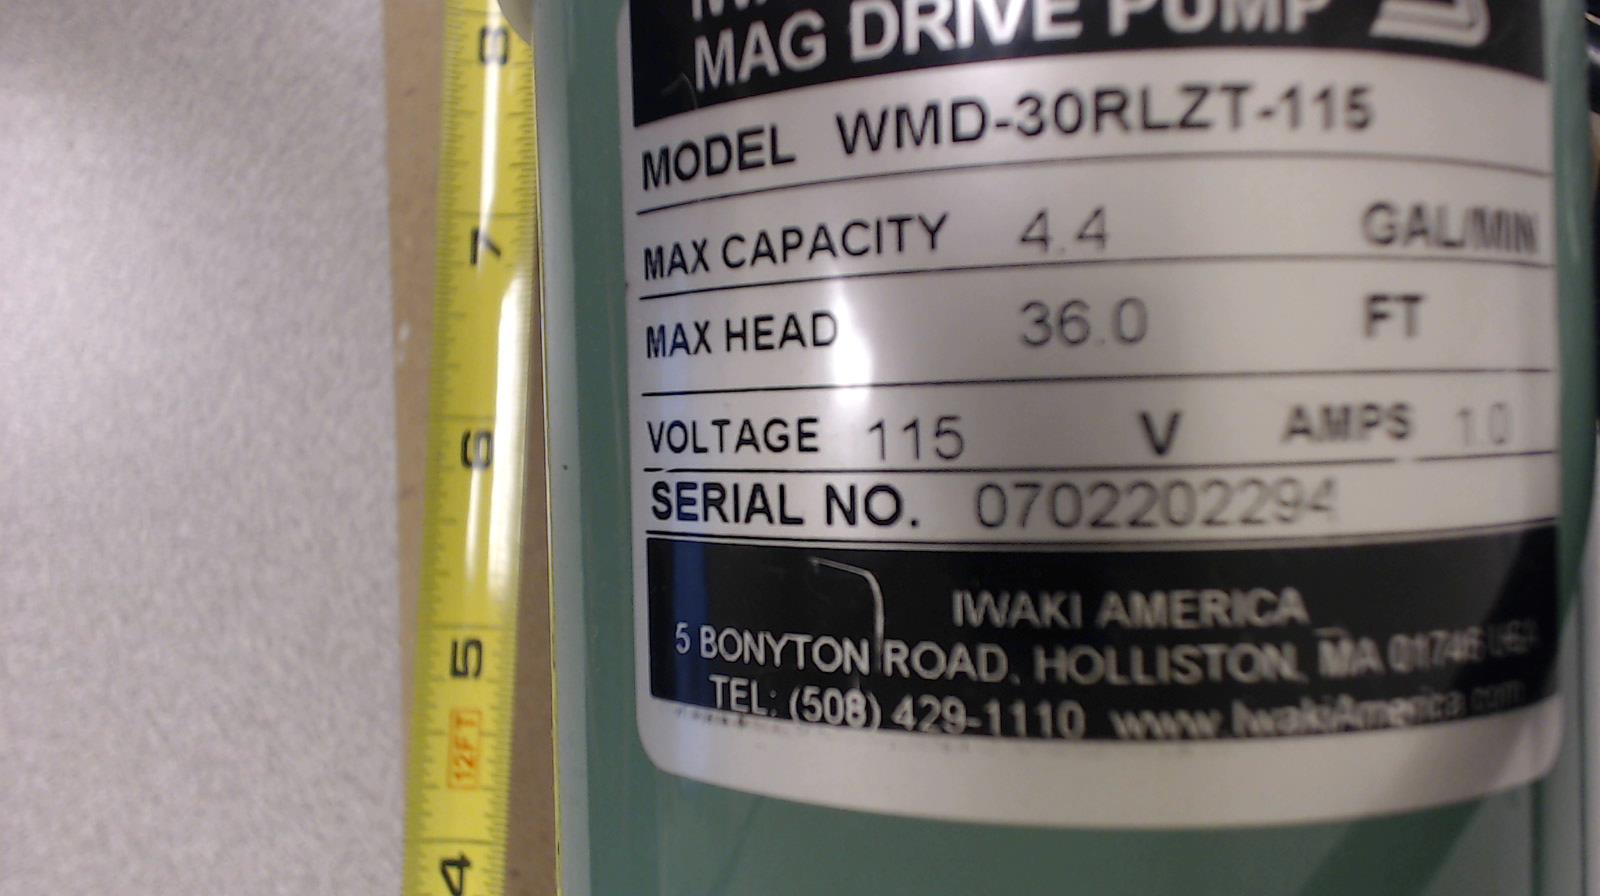 MAG DRIVE PUMP
MODEL WMD-30RLZT-115
MAX CAPACITY 4.4 GAL/MIN
MAX HEAD 36.0 FT
VOLTAGE 115 V AMPS 1.0
SERIAL NO. 0702202294
IWAKI AMERICA
5 BONYTON ROAD, HOLLISTON, MA 01746 USA
TEL: (508) 429-1110 www.IwakiAmerica.com
8
7
6
5
12FT
4